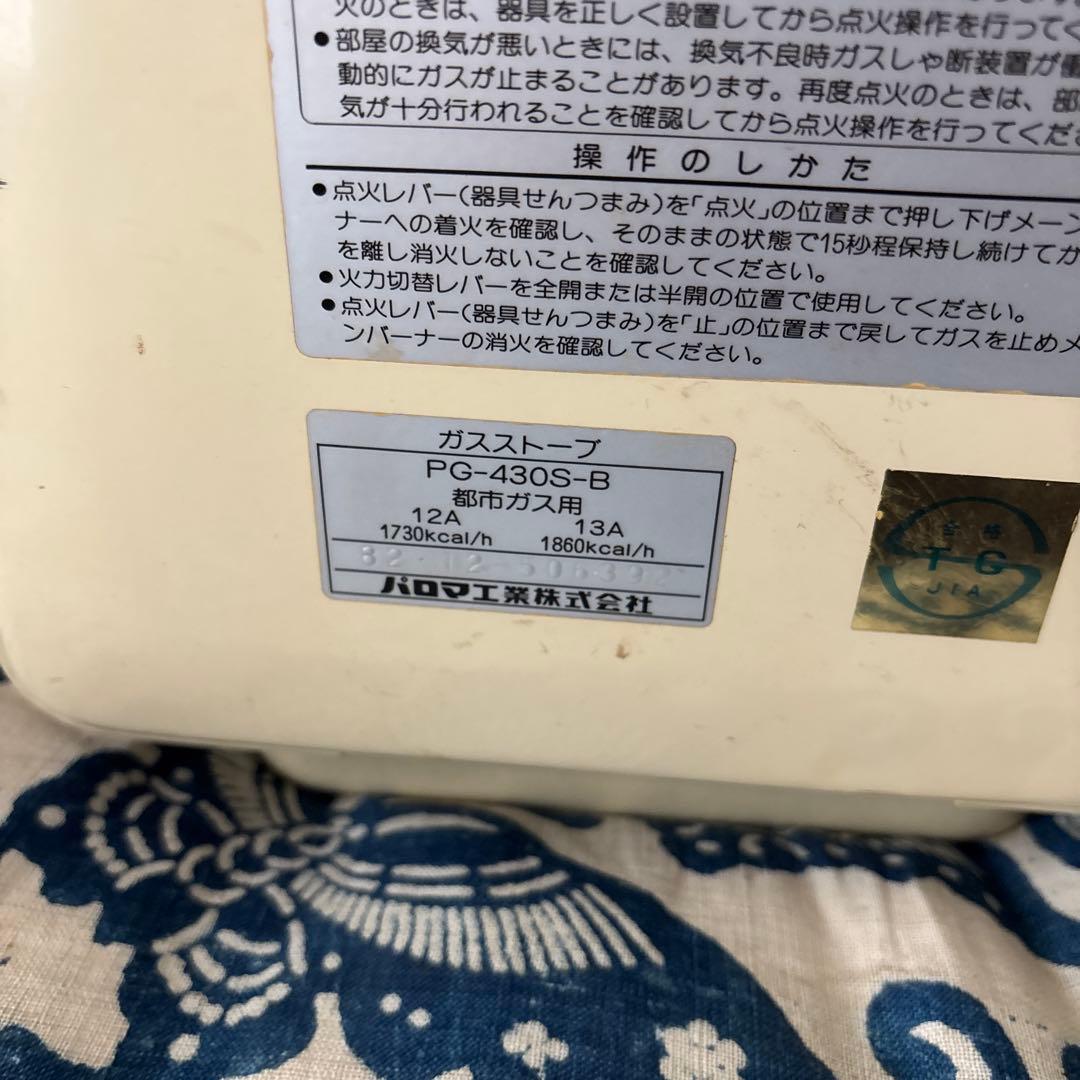 火のときは、器具を正しく設置してから点火操作を行ってく
●部屋の換気が悪いときには、換気不良時ガスしゃ断装置が
動的にガスが止まることがあります。再度点火のときは、部
気が十分行われることを確認してから点火操作を行ってくださ
操作のしかた
●点火レバー(器具せんつまみ)を「点火」の位置まで押し下げメーン
ナーへの着火を確認し、そのままの状態で15秒程保持し続けてか
を離し消火しないことを確認してください。
●火力切替レバーを全開または半開の位置で使用してください。
●点火レバー(器具せんつまみ)を「止」の位置まで戻してガスを止めメ
ンバーナーの消火を確認してください。
ガスストーブ
PG-430S-B
都市ガス用
12A 13A
1730kcal/h 1860kcal/h
82-12-506392
パロマ工業株式会社
合格
T-G
JIA